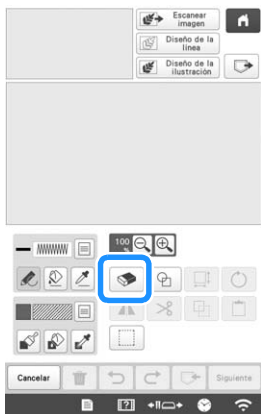 Escanear
imagen
Diseño de la
línea
Diseño de la
ilustración
100
%
Cancelar
Siguiente